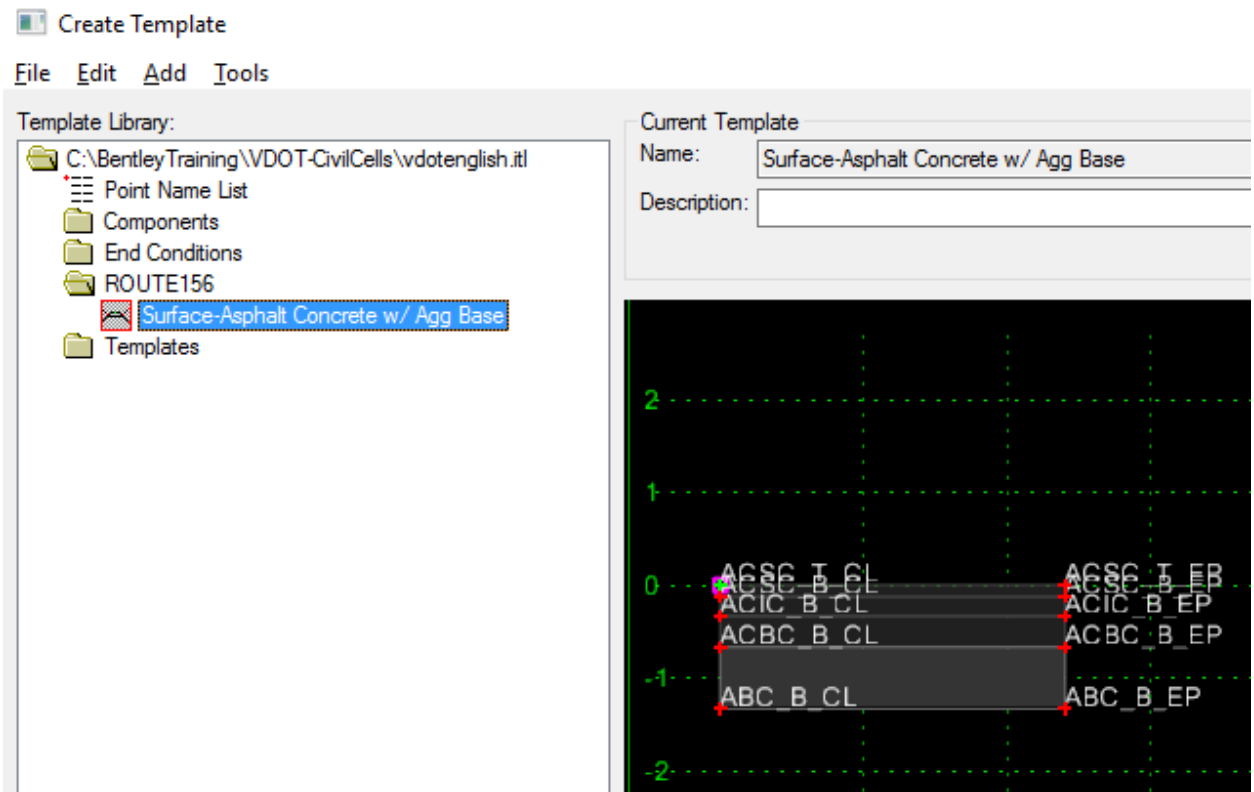 Create Template
File Edit Add Tools
Template Library:
C:\BentleyTraining\VDOT-CivilCells\vdotenglish.itl
Point Name List
Components
End Conditions
ROUTE156
Surface-Asphalt Concrete w/ Agg Base
Templates
Current Template
Name: Surface-Asphalt Concrete w/ Agg Base
Description:
2
1
0
-1
-2
ACSC_T_CL ACSC_T_EP
ACSC_B_CL ACSC_B_EP
ACIC_B_CL ACIC_B_EP
ACBC_B_CL ACBC_B_EP
ABC_B_CL ABC_B_EP